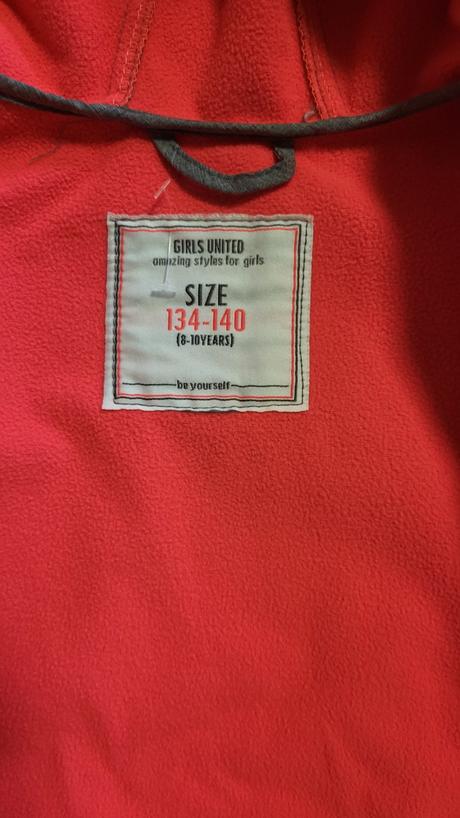 GIRLS UNITED
amazing styles for girls
SIZE
134-140
(8-10YEARS)
be yourself